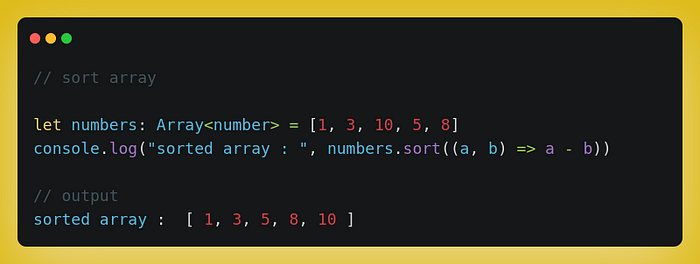 // sort array
let numbers: Array<number> = [1, 3, 10, 5, 8]
console.log("sorted array : ", numbers.sort((a, b) => a - b))
// output
sorted array :  [ 1, 3, 5, 8, 10 ]